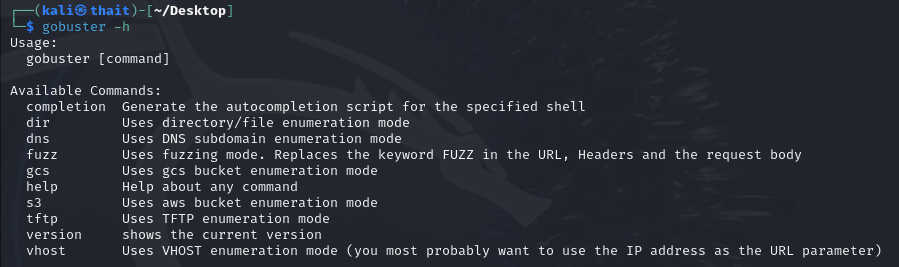 ┌──(kali㉿thait)-[~/Desktop]
└─$ gobuster -h
Usage:
  gobuster [command]

Available Commands:
  completion  Generate the autocompletion script for the specified shell
  dir         Uses directory/file enumeration mode
  dns         Uses DNS subdomain enumeration mode
  fuzz        Uses fuzzing mode. Replaces the keyword FUZZ in the URL, Headers and the request body
  gcs         Uses gcs bucket enumeration mode
  help        Help about any command
  s3          Uses aws bucket enumeration mode
  tftp        Uses TFTP enumeration mode
  version     shows the current version
  vhost       Uses VHOST enumeration mode (you most probably want to use the IP address as the URL parameter)